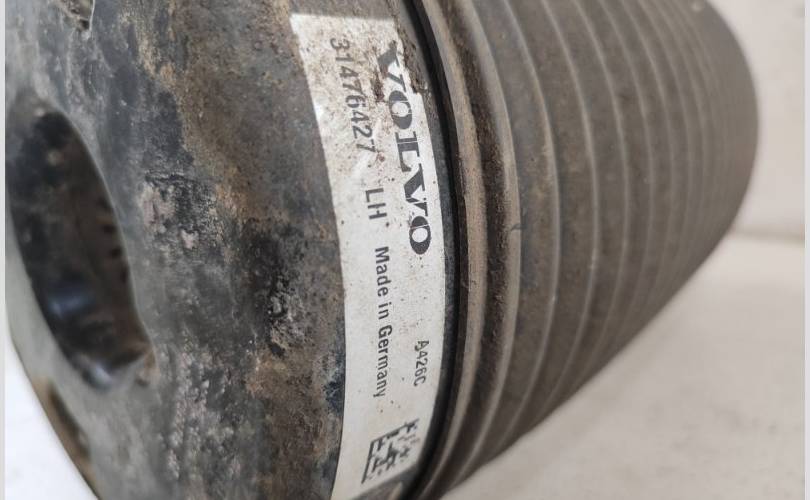 VOLVO
31476427 LH Made in Germany
A426C